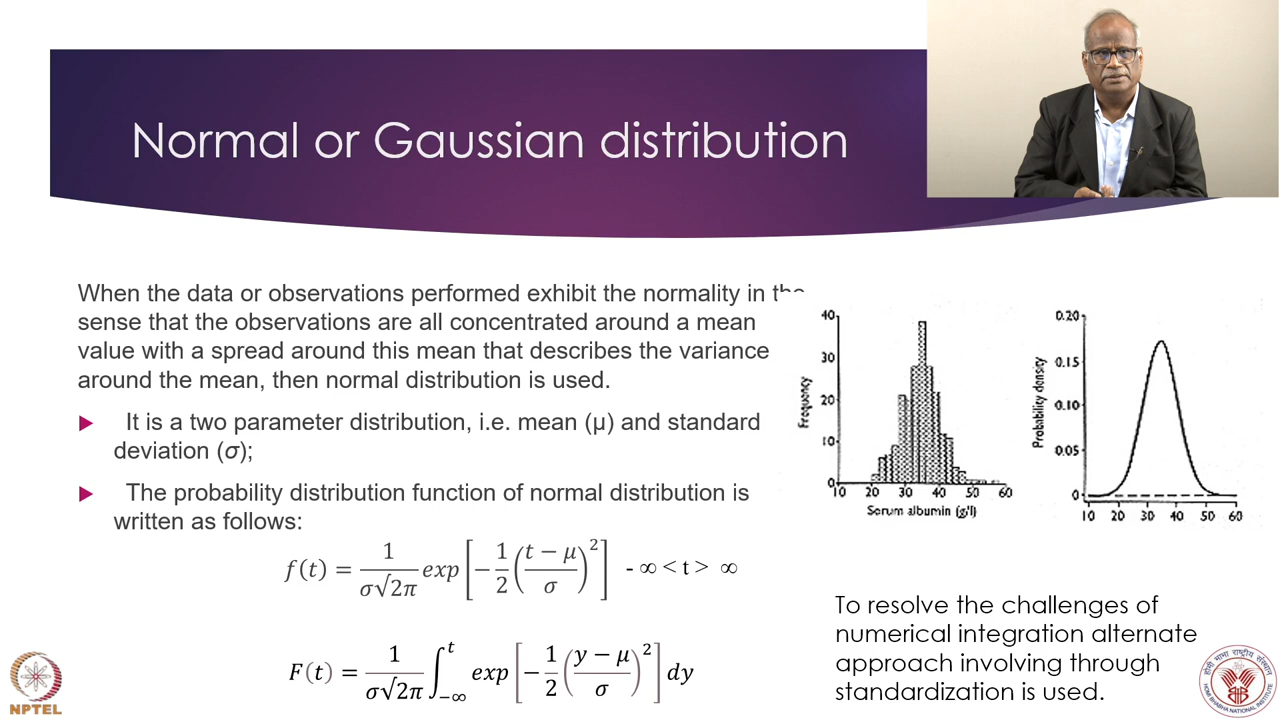 Normal or Gaussian distribution
When the data or observations performed exhibit the normality in the
sense that the observations are all concentrated around a mean
value with a spread around this mean that describes the variance
around the mean, then normal distribution is used.
It is a two parameter distribution, i.e. mean (μ) and standard
deviation (σ);
The probability distribution function of normal distribution is
written as follows:
f(t) = 1/(σ√2π) exp[−1/2((t − μ)/σ)²] - ∞ < t > ∞
F(t) = 1/(σ√2π) ∫_{−∞}^{t} exp[−1/2((y − μ)/σ)²] dy
40
30
20
10
0
Frequency
10 20 30 40 50 60
Serum albumin (g/l)
0.20
0.15
0.10
0.05
0
Probability density
10 20 30 40 50 60
To resolve the challenges of
numerical integration alternate
approach involving through
standardization is used.
NPTEL
HOMI BHABHA NATIONAL INSTITUTE